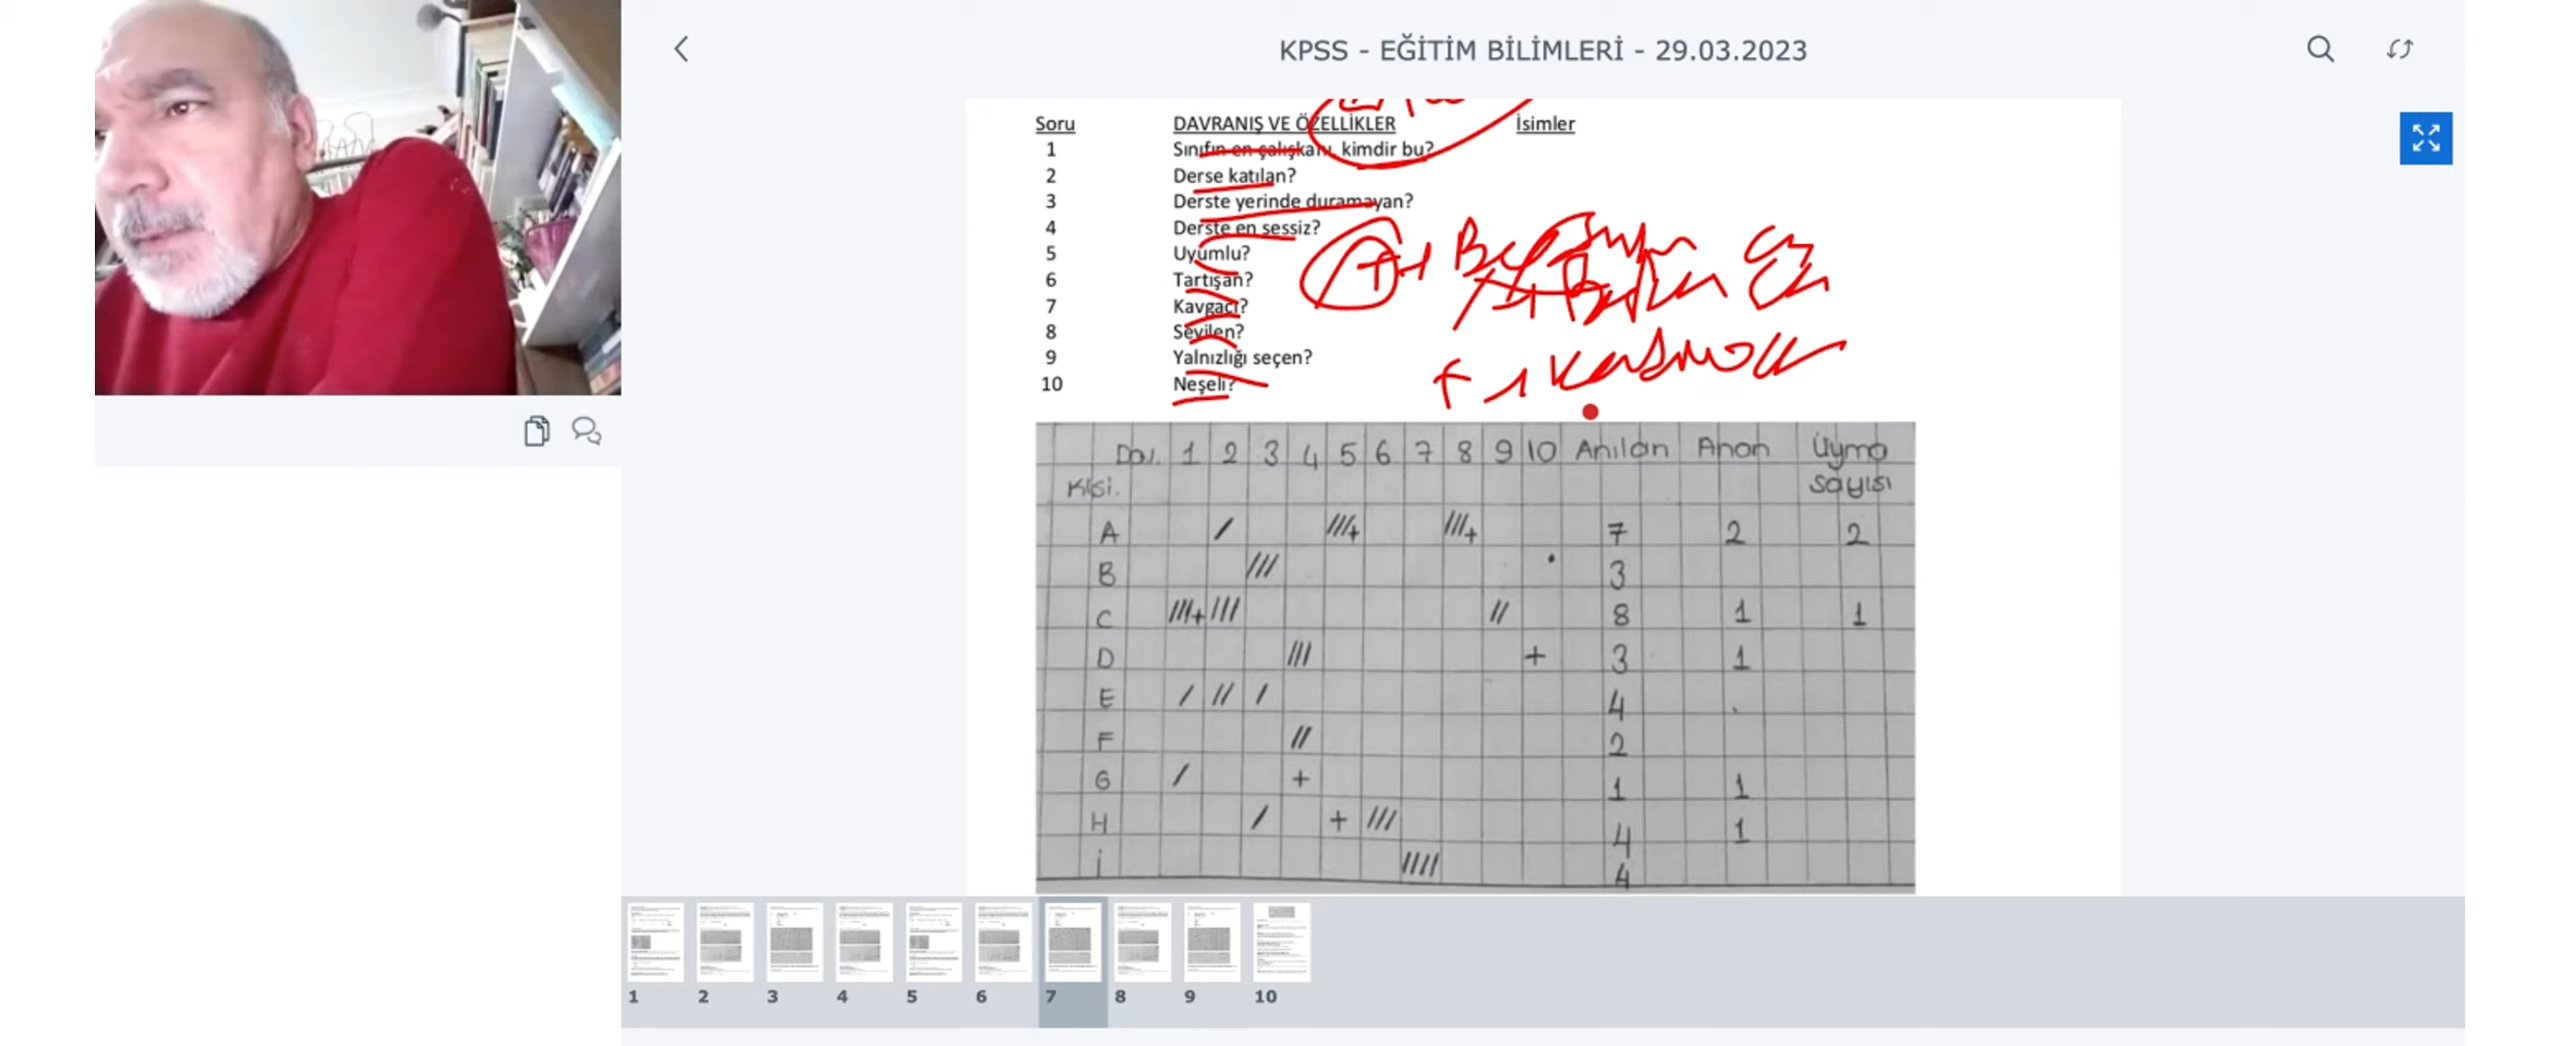 KPSS - EĞİTİM BİLİMLERİ - 29.03.2023
Soru DAVRANIŞ VE ÖZELLİKLER İsimler
1 Sınıfın en çalışkanı, kimdir bu?
2 Derse katılan?
3 Derste yerinde duramayan?
4 Derste en sessiz?
5 Uyumlu?
6 Tartışan?
7 Kavgacı?
8 Sevilen?
9 Yalnızlığı seçen?
10 Neşeli?
Dav. 1 2 3 4 5 6 7 8 9 10 Anılan Anan Uyma
Kişi. sayısı
A / ///+ ///+ 7 2 2
B /// 3
C ///+ /// // 8 1 1
D /// + 3 1
E / // / 4
F // 2
G / + 1 1
H / + /// 4 1
İ //// 4
1 2 3 4 5 6 7 8 9 10